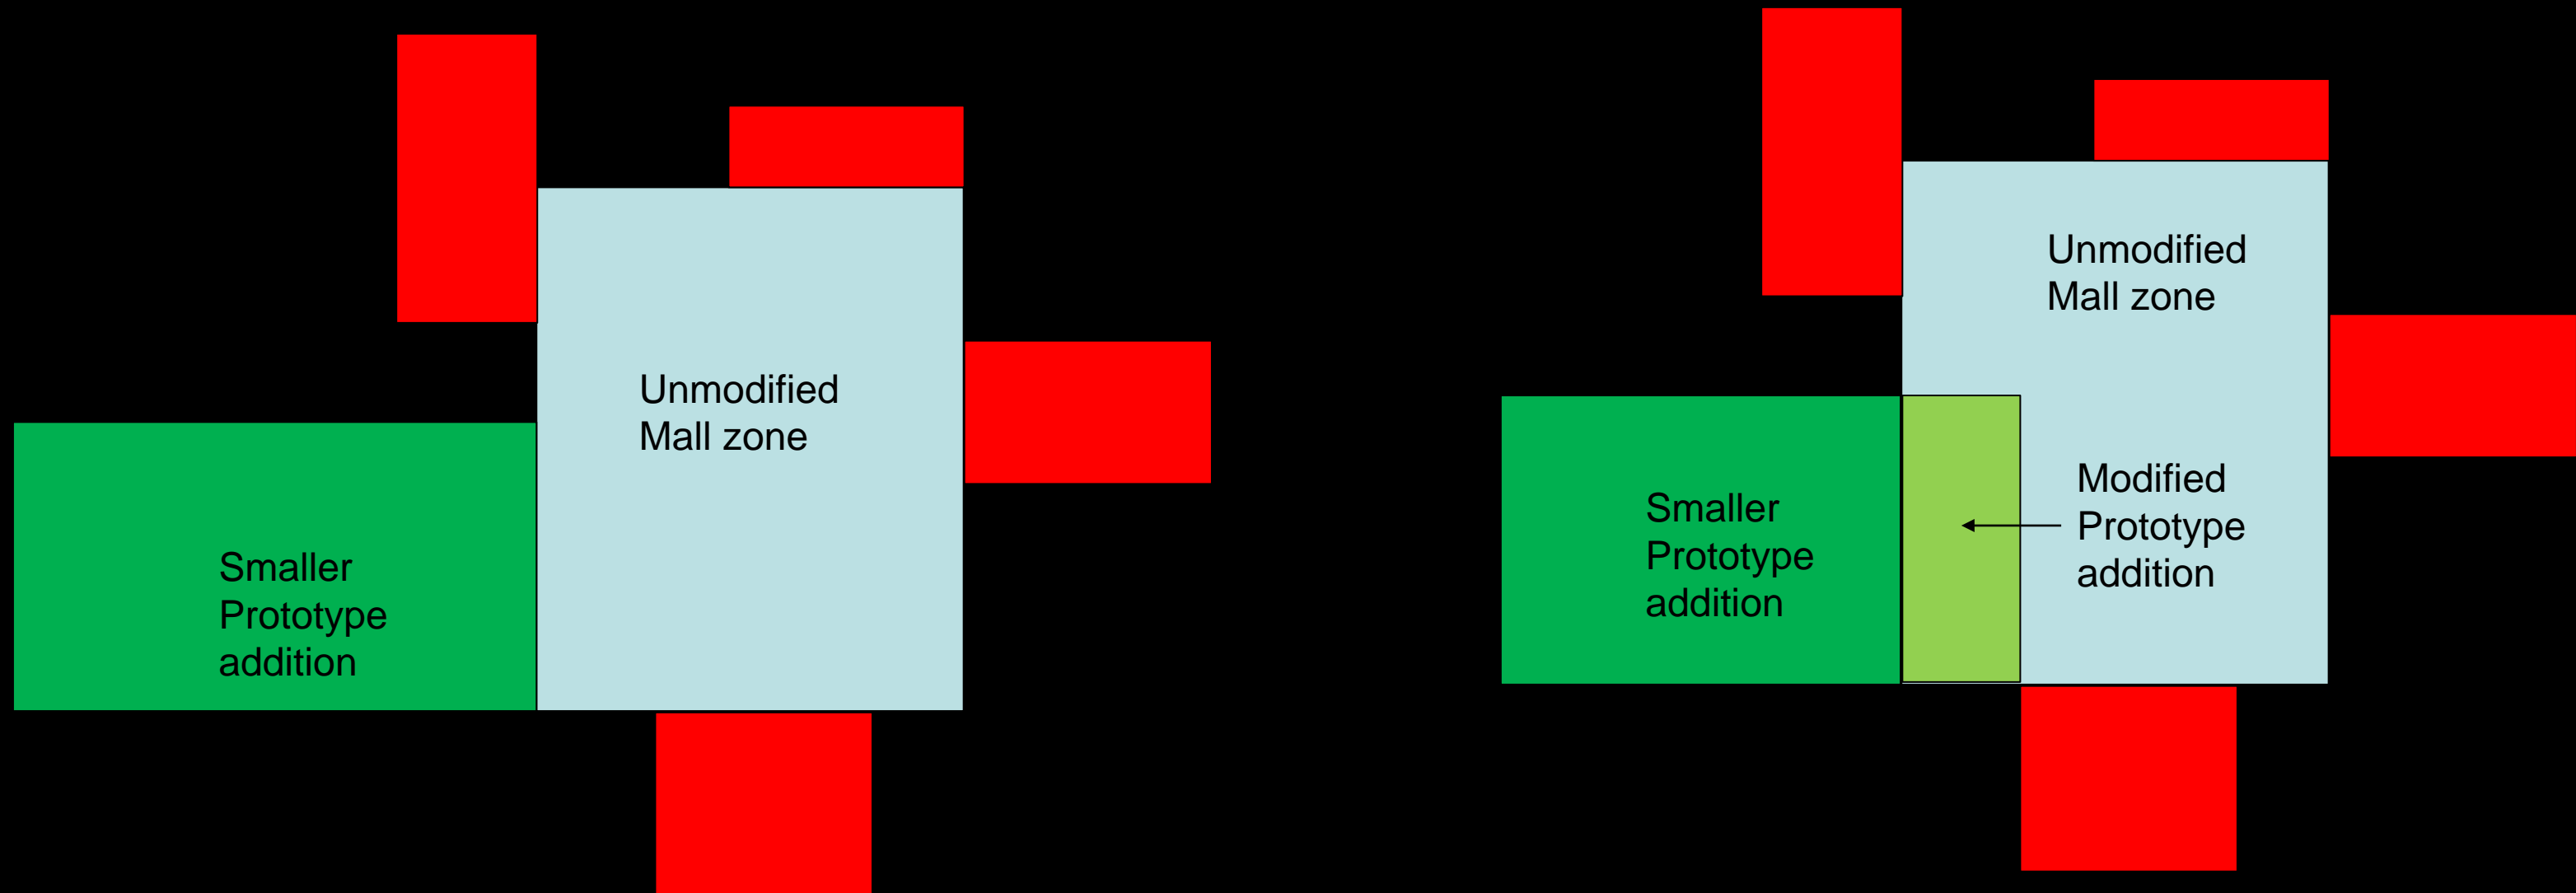 Unmodified
Mall zone
Smaller
Prototype
addition
Unmodified
Mall zone
Smaller
Prototype
addition
Modified
Prototype
addition